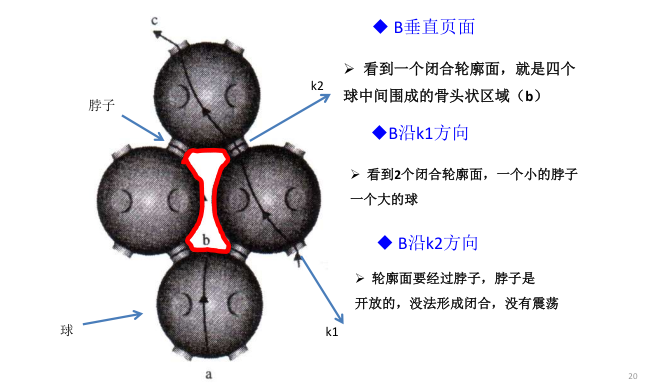 c
◆ B垂直页面
➢ 看到一个闭合轮廓面，就是四个
球中间围成的骨头状区域（b）
k2
脖子
◆B沿k1方向
➢ 看到2个闭合轮廓面，一个小的脖子
一个大的球
b
◆ B沿k2方向
➢ 轮廓面要经过脖子，脖子是
开放的，没法形成闭合，没有震荡
球
k1
a
20